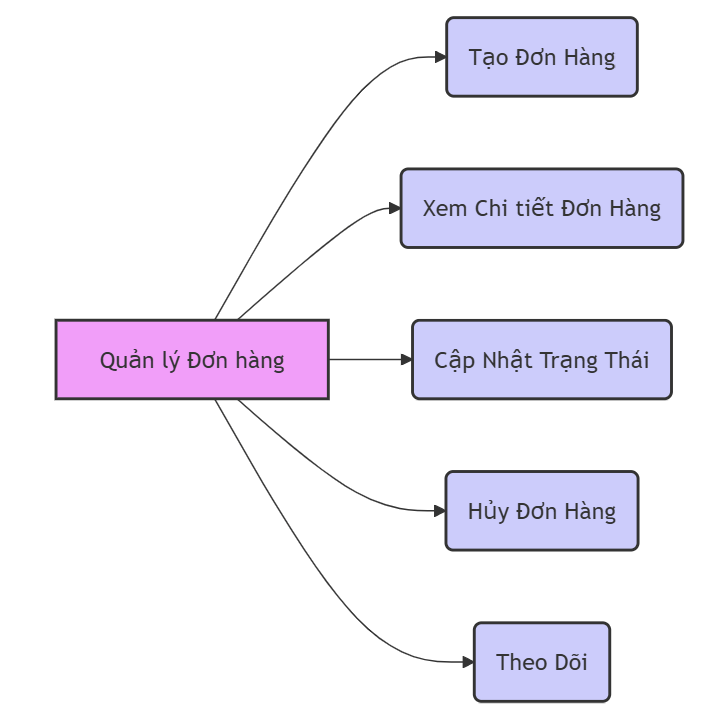 Tạo Đơn Hàng
Xem Chi tiết Đơn Hàng
Quản lý Đơn hàng
Cập Nhật Trạng Thái
Hủy Đơn Hàng
Theo Dõi